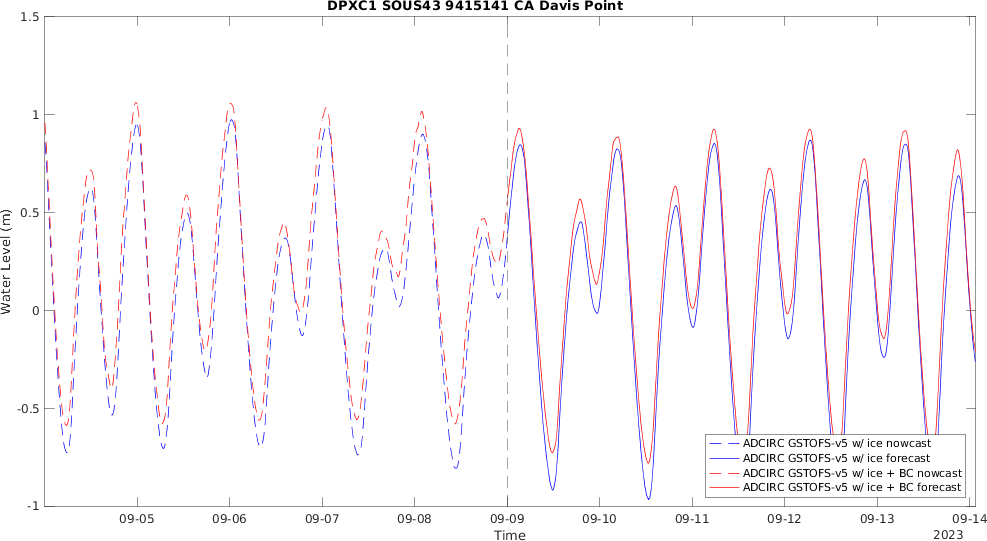 DPXC1 SOUS43 9415141 CA Davis Point
1.5
1
0.5
0
-0.5
-1
Water Level (m)
09-05 09-06 09-07 09-08 09-09 09-10 09-11 09-12 09-13 09-14
Time
2023
ADCIRC GSTOFS-v5 w/ ice nowcast
ADCIRC GSTOFS-v5 w/ ice forecast
ADCIRC GSTOFS-v5 w/ ice + BC nowcast
ADCIRC GSTOFS-v5 w/ ice + BC forecast